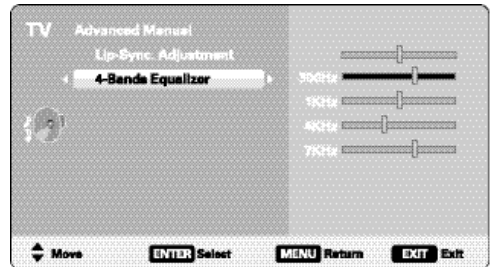 TV Advanced Manual
Lip-Sync. Adjustment
4-Bands Equalizer
300Hz
1KHz
4KHz
7KHz
Move ENTER Select MENU Return EXIT Exit